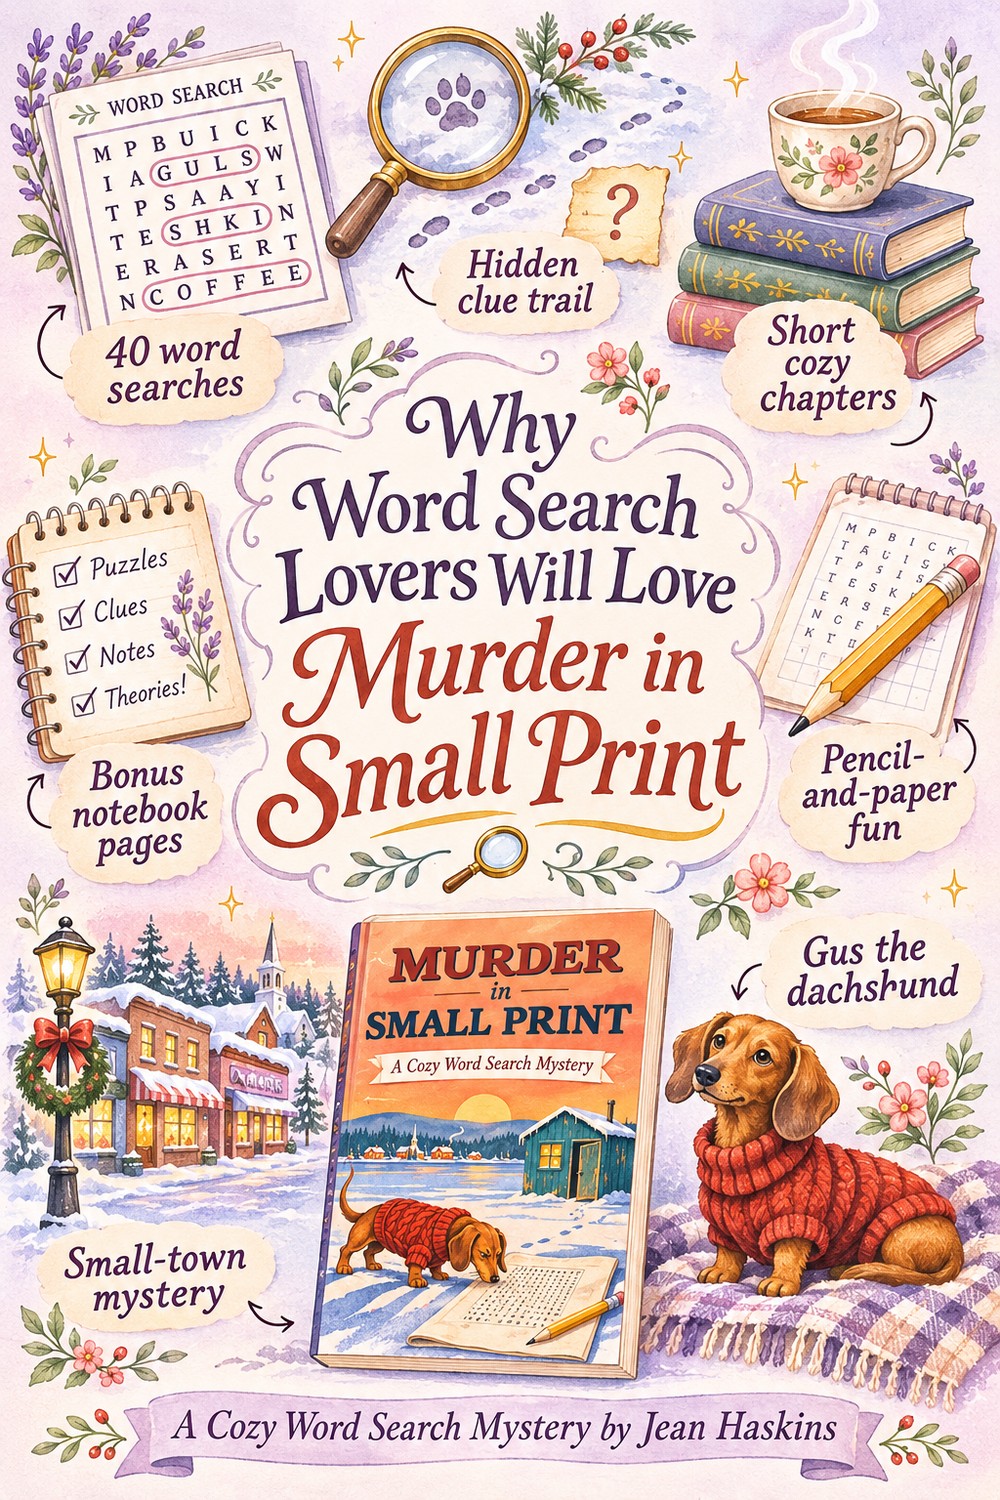 WORD SEARCH
M P B U I C K
I A G U L S W
T P S A A Y I
T E S H K I N
E R A S E R T
N C O F F E E
40 word
searches
Hidden
clue trail
?
Short
cozy
chapters
Why
Word Search
Lovers Will Love
Murder in
Small Print
Puzzles
Clues
Notes
Theories!
Bonus
notebook
pages
M P B I C K
Pencil-
and-paper
fun
MURDER
in
SMALL PRINT
A Cozy Word Search Mystery
Gus the
dachshund
Small-town
mystery
A Cozy Word Search Mystery by Jean Haskins